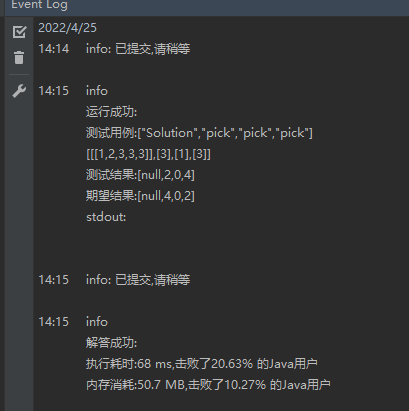 Event Log
2022/4/25
14:14 info: 已提交,请稍等
14:15 info
运行成功:
测试用例:["Solution","pick","pick","pick"]
[[[1,2,3,3,3]],[3],[1],[3]]
测试结果:[null,2,0,4]
期望结果:[null,4,0,2]
stdout:
14:15 info: 已提交,请稍等
14:15 info
解答成功:
执行耗时:68 ms,击败了20.63% 的Java用户
内存消耗:50.7 MB,击败了10.27% 的Java用户